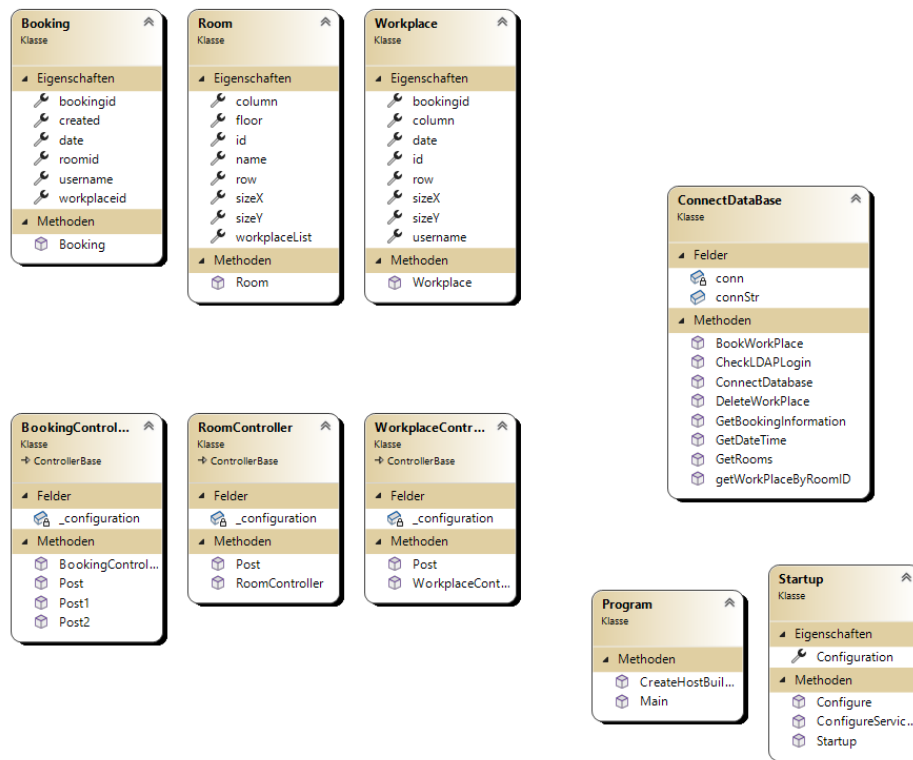 Booking
Klasse
Eigenschaften
bookingid
created
date
roomid
username
workplaceid
Methoden
Booking
Room
Klasse
Eigenschaften
column
floor
id
name
row
sizeX
sizeY
workplaceList
Methoden
Room
Workplace
Klasse
Eigenschaften
bookingid
column
date
id
row
sizeX
sizeY
username
Methoden
Workplace
ConnectDataBase
Klasse
Felder
conn
connStr
Methoden
BookWorkPlace
CheckLDAPLogin
ConnectDatabase
DeleteWorkPlace
GetBookingInformation
GetDateTime
GetRooms
getWorkPlaceByRoomID
BookingControl...
Klasse
ControllerBase
Felder
_configuration
Methoden
BookingControl...
Post
Post1
Post2
RoomController
Klasse
ControllerBase
Felder
_configuration
Methoden
Post
RoomController
WorkplaceContr...
Klasse
ControllerBase
Felder
_configuration
Methoden
Post
WorkplaceCont...
Program
Klasse
Methoden
CreateHostBuil...
Main
Startup
Klasse
Eigenschaften
Configuration
Methoden
Configure
ConfigureServic...
Startup